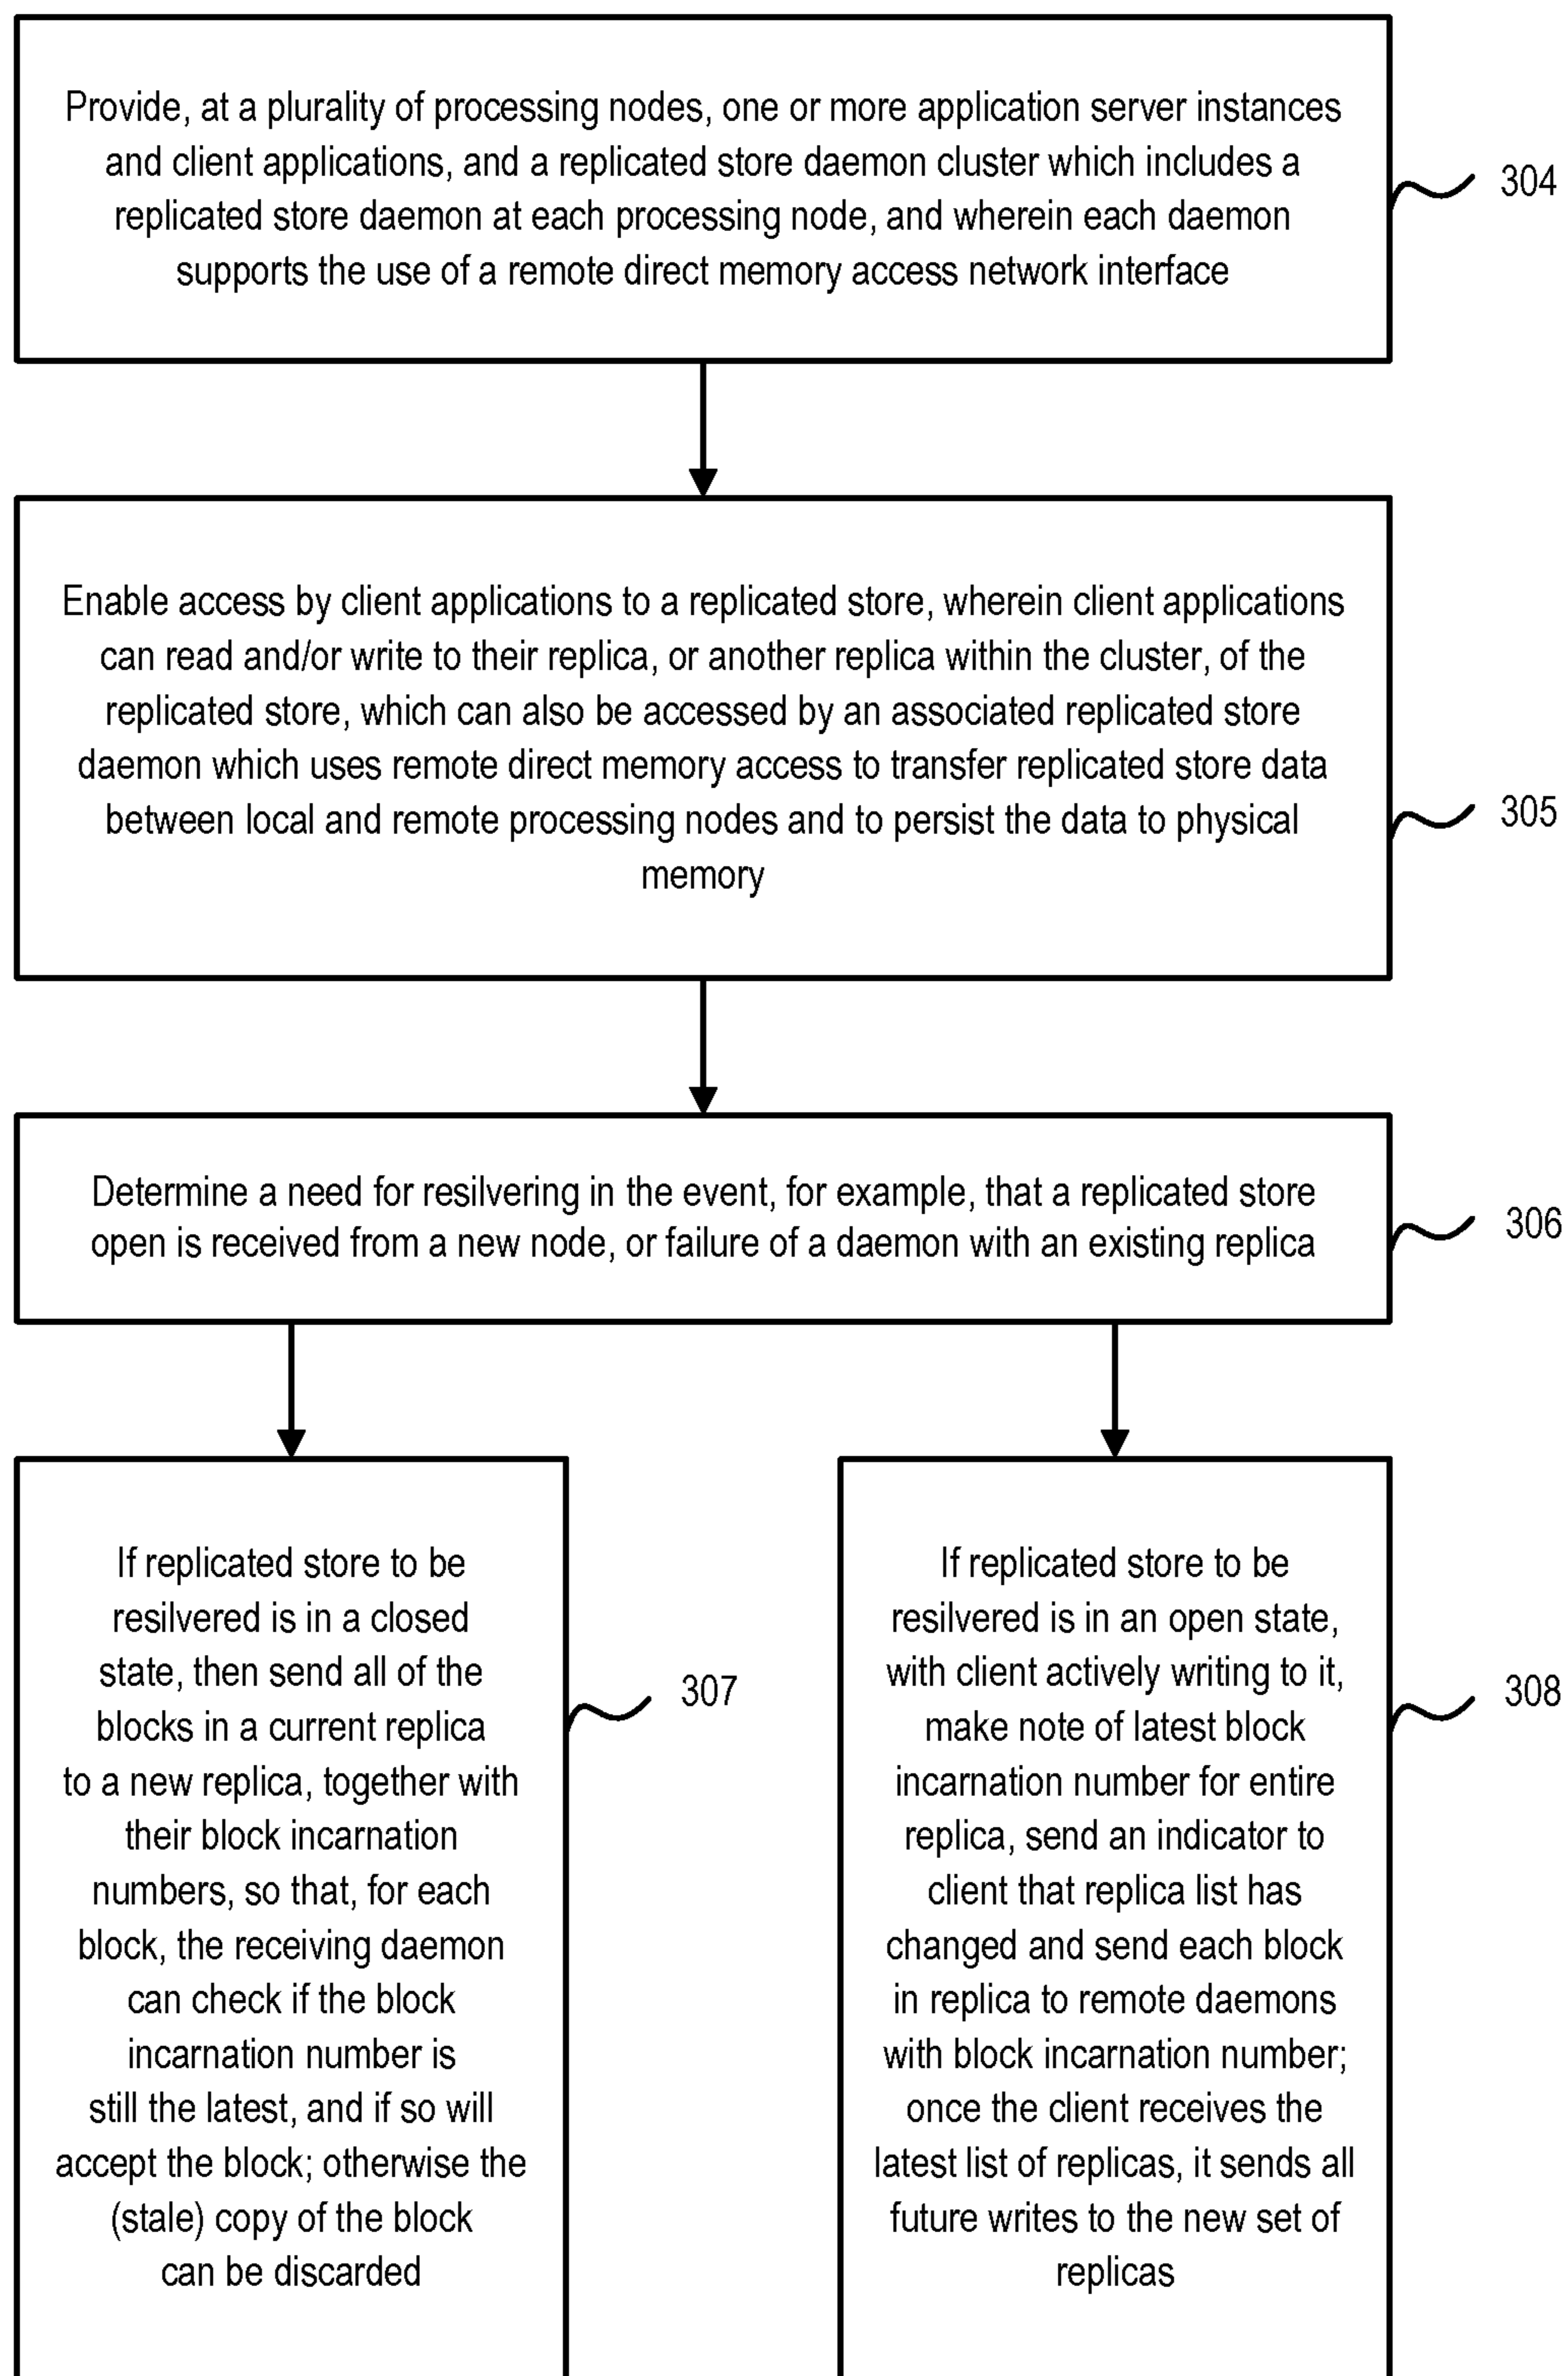 Provide, at a plurality of processing nodes, one or more application server instances
and client applications, and a replicated store daemon cluster which includes a
replicated store daemon at each processing node, and wherein each daemon
supports the use of a remote direct memory access network interface
304
Enable access by client applications to a replicated store, wherein client applications
can read and/or write to their replica, or another replica within the cluster, of the
replicated store, which can also be accessed by an associated replicated store
daemon which uses remote direct memory access to transfer replicated store data
between local and remote processing nodes and to persist the data to physical
memory
305
Determine a need for resilvering in the event, for example, that a replicated store
open is received from a new node, or failure of a daemon with an existing replica
306
If replicated store to be
resilvered is in a closed
state, then send all of the
blocks in a current replica
to a new replica, together with
their block incarnation
numbers, so that, for each
block, the receiving daemon
can check if the block
incarnation number is
still the latest, and if so will
accept the block; otherwise the
(stale) copy of the block
can be discarded
307
If replicated store to be
resilvered is in an open state,
with client actively writing to it,
make note of latest block
incarnation number for entire
replica, send an indicator to
client that replica list has
changed and send each block
in replica to remote daemons
with block incarnation number;
once the client receives the
latest list of replicas, it sends all
future writes to the new set of
replicas
308